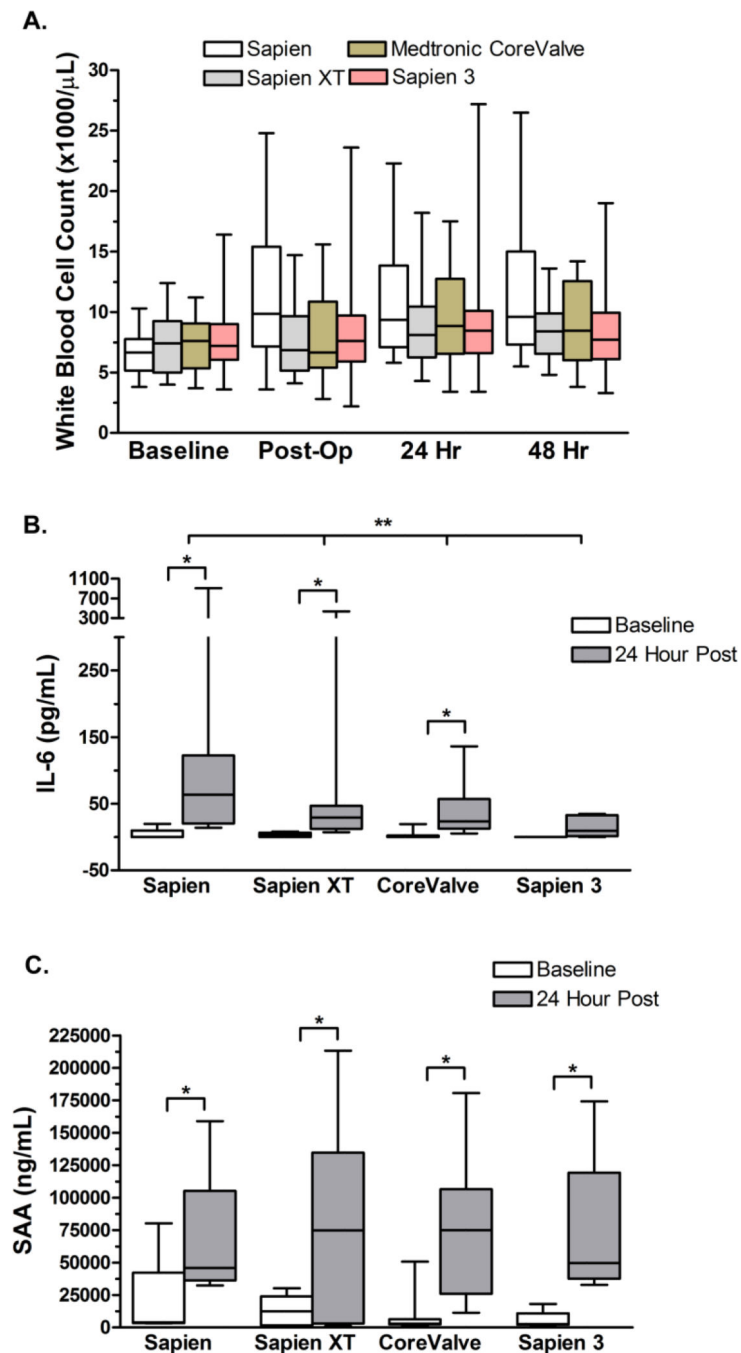 A.
Sapien Medtronic CoreValve
Sapien XT Sapien 3
White Blood Cell Count (x1000/μL)
30
25
20
15
10
5
0
Baseline Post-Op 24 Hr 48 Hr
B.
**
* * *
1100
700
300
250
150
50
-50
IL-6 (pg/mL)
Baseline
24 Hour Post
Sapien Sapien XT CoreValve Sapien 3
C.
Baseline
24 Hour Post
* * * *
SAA (ng/mL)
225000
200000
175000
150000
125000
100000
75000
50000
25000
0
Sapien Sapien XT CoreValve Sapien 3